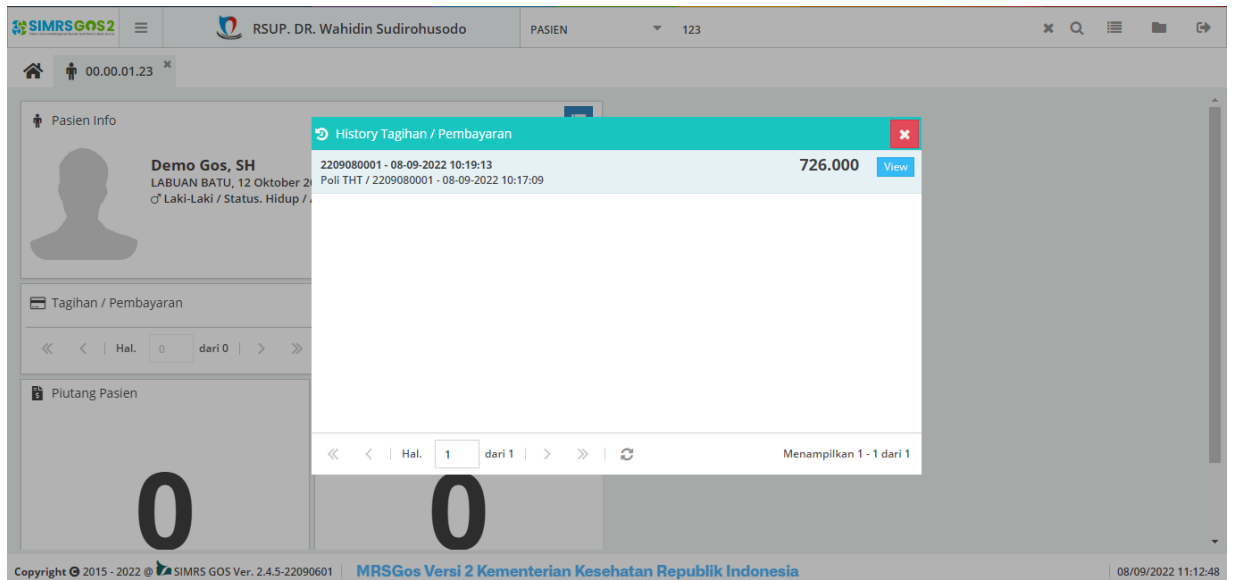 SIMRSGOS2
RSUP. DR. Wahidin Sudirohusodo
PASIEN
123
00.00.01.23
Pasien Info
History Tagihan / Pembayaran
Demo Gos, SH
LABUAN BATU, 12 Oktober 2
Laki-Laki / Status. Hidup /
2209080001 - 08-09-2022 10:19:13
726.000
View
Poli THT / 2209080001 - 08-09-2022 10:17:09
Tagihan / Pembayaran
Hal. 0 dari 0
Piutang Pasien
Hal. 1 dari 1
Menampilkan 1 - 1 dari 1
0
0
Copyright 2015 - 2022 @ SIMRS GOS Ver. 2.4.5-22090601
MRSGos Versi 2 Kementerian Kesehatan Republik Indonesia
08/09/2022 11:12:48